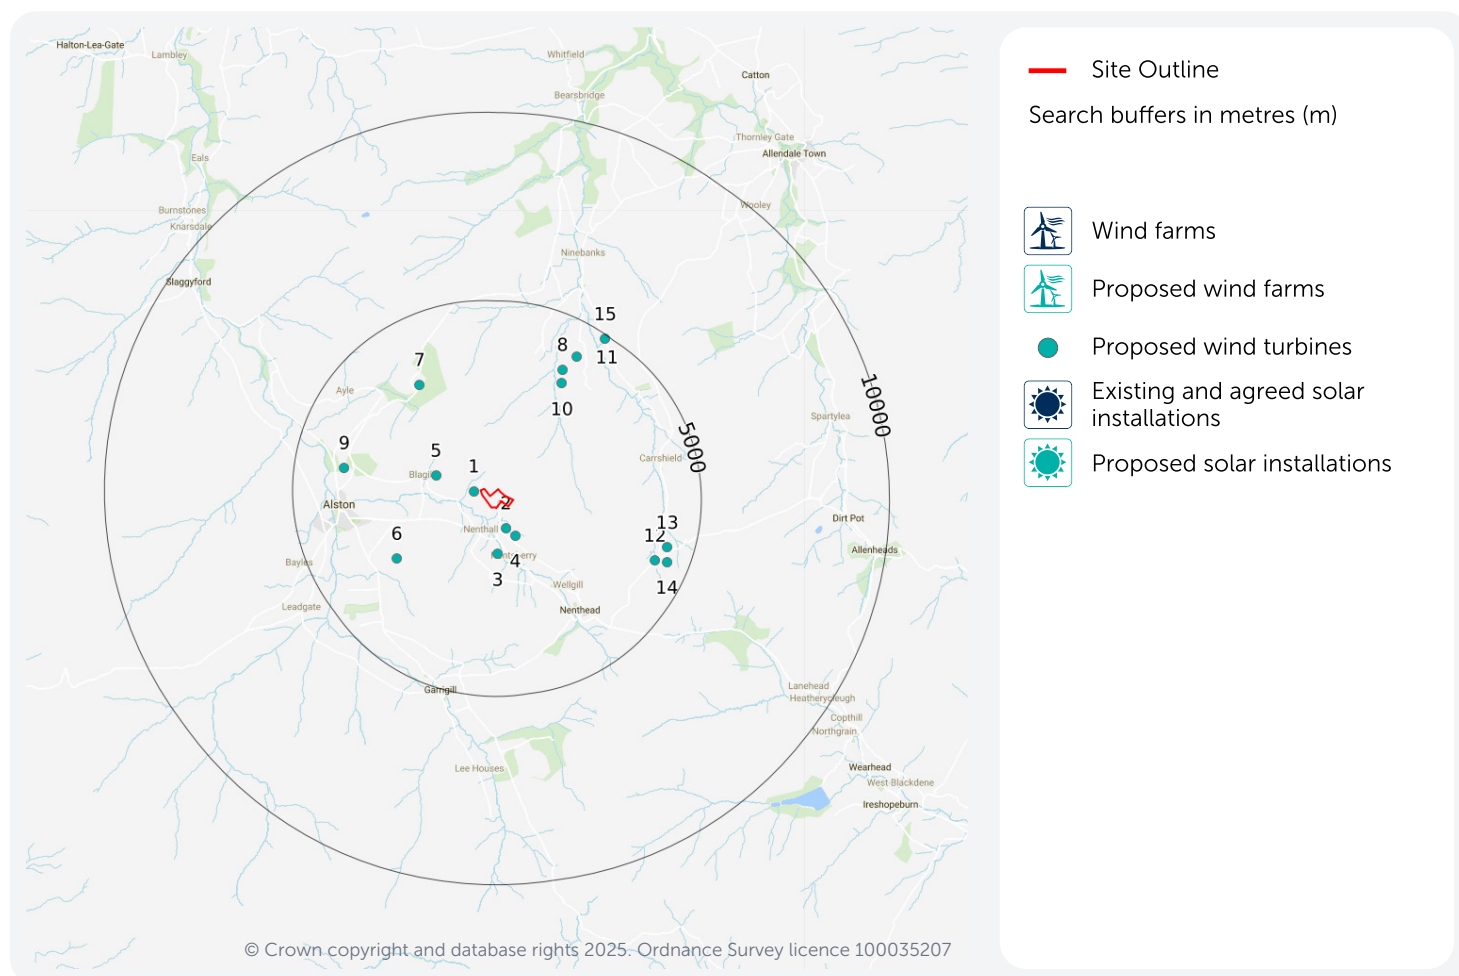 Halton-Lea-Gate
Lambley
Whitfield
Catton
Bearsbridge
Thornley Gate
Allendale Town
Eals
Burnstones
Knarsdale
Wooley
Ninebanks
Slaggyford
15
8
11
7
10000
Ayle
10
Spartylea
5000
9
5
1
Carrshield
Blagill
Alston
2
13
Dirt Pot
6
Nenthall
12
Allenheads
4
Bayles
3
Wellgill
14
Leadgate
Nenthead
Garrigill
Lanehead
Heathery Cleugh
Copthill
Northgrain
Lee Houses
Wearhead
West Blackdene
Ireshopeburn
© Crown copyright and database rights 2025. Ordnance Survey licence 100035207
Site Outline
Search buffers in metres (m)
Wind farms
Proposed wind farms
Proposed wind turbines
Existing and agreed solar
installations
Proposed solar installations